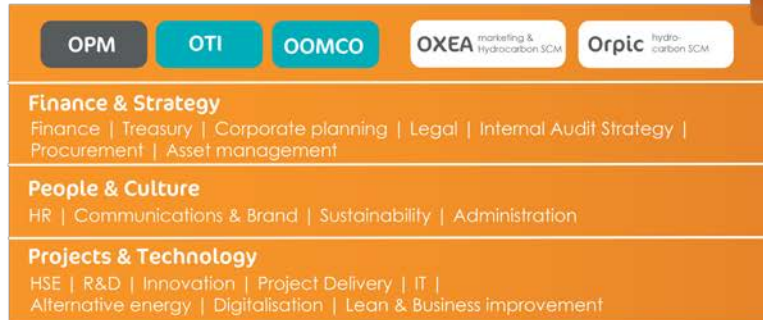 OPM
OTI
OOMCO
OXEA marketing &
Hydrocarbon SCM
Orpic hydro-
carbon SCM
Finance & Strategy
Finance | Treasury | Corporate planning | Legal | Internal Audit Strategy |
Procurement | Asset management
People & Culture
HR | Communications & Brand | Sustainability | Administration
Projects & Technology
HSE | R&D | Innovation | Project Delivery | IT |
Alternative energy | Digitalisation | Lean & Business improvement